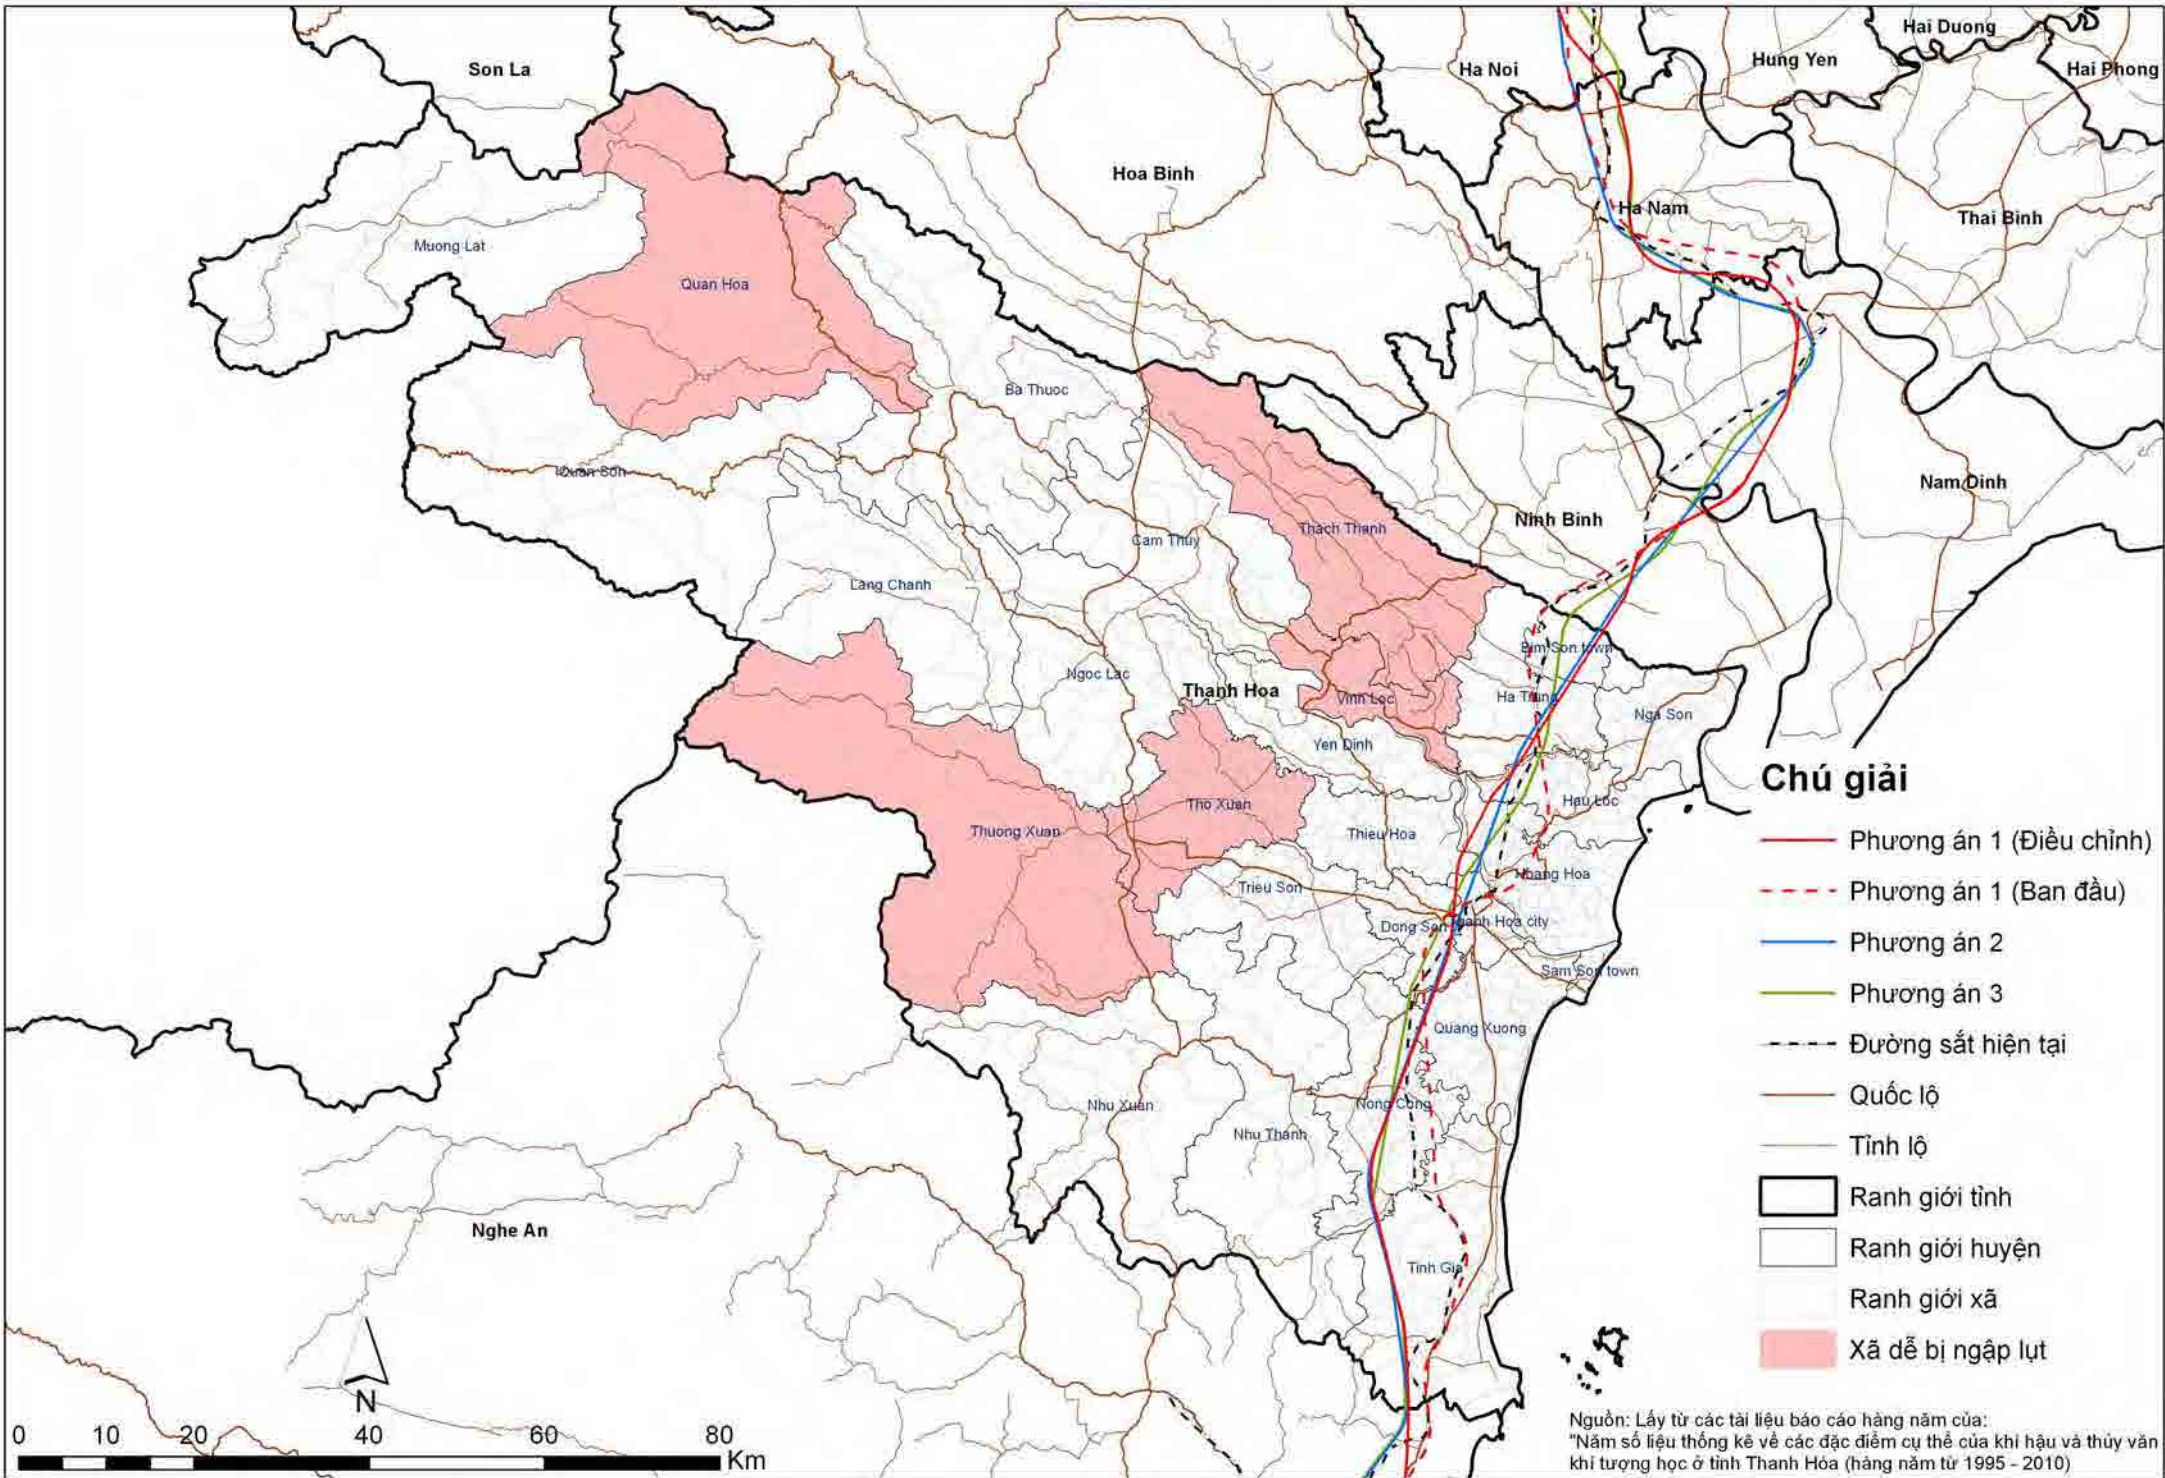 Son La
Ha Noi
Hung Yen
Hai Duong
Hai Phong
Hoa Binh
Ha Nam
Thai Binh
Muong Lat
Quan Hoa
Ba Thuoc
Quan Son
Nam Dinh
Thach Thanh
Ninh Binh
Cam Thuy
Lang Chanh
Bim Son town
Ngoc Lac
Thanh Hoa
Vinh Loc
Ha Trung
Nga Son
Yen Dinh
Tho Xuan
Hau Loc
Thuong Xuan
Thieu Hoa
Hoang Hoa
Trieu Son
Dong Son
Thanh Hoa city
Sam Son town
Quang Xuong
Nhu Xuan
Nong Cong
Nhu Thanh
Nghe An
Tinh Gia
Chú giải
Phương án 1 (Điều chỉnh)
Phương án 1 (Ban đầu)
Phương án 2
Phương án 3
Đường sắt hiện tại
Quốc lộ
Tỉnh lộ
Ranh giới tỉnh
Ranh giới huyện
Ranh giới xã
Xã dễ bị ngập lụt
N
0 10 20 40 60 80
Km
Nguồn: Lấy từ các tài liệu báo cáo hàng năm của:
"Năm số liệu thống kê về các đặc điểm cụ thể của khí hậu và thủy văn
khí tượng học ở tỉnh Thanh Hóa (hàng năm từ 1995 - 2010)